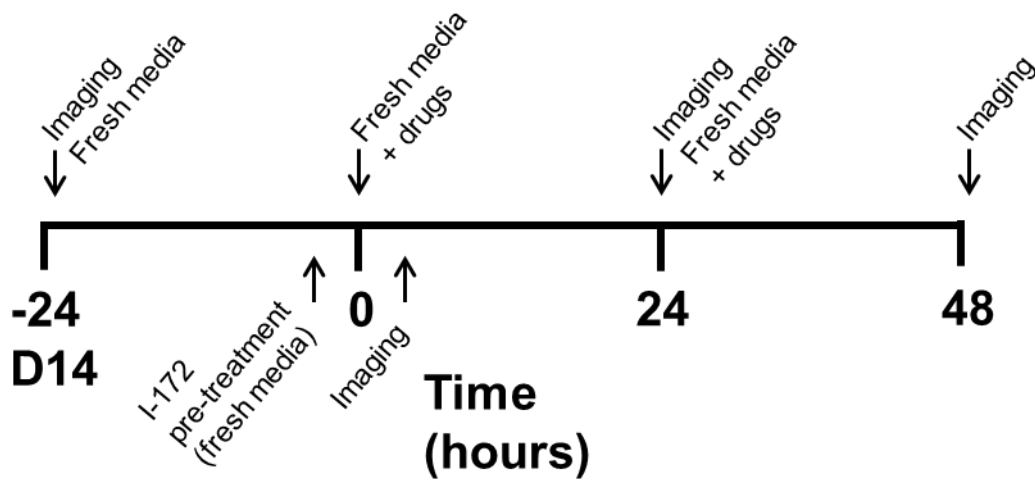 Imaging
Fresh media
Fresh media
+ drugs
Imaging
Fresh media
+ drugs
Imaging
-24
D14
0
24
48
I-172
pre-treatment
(fresh media)
Imaging
Time
(hours)